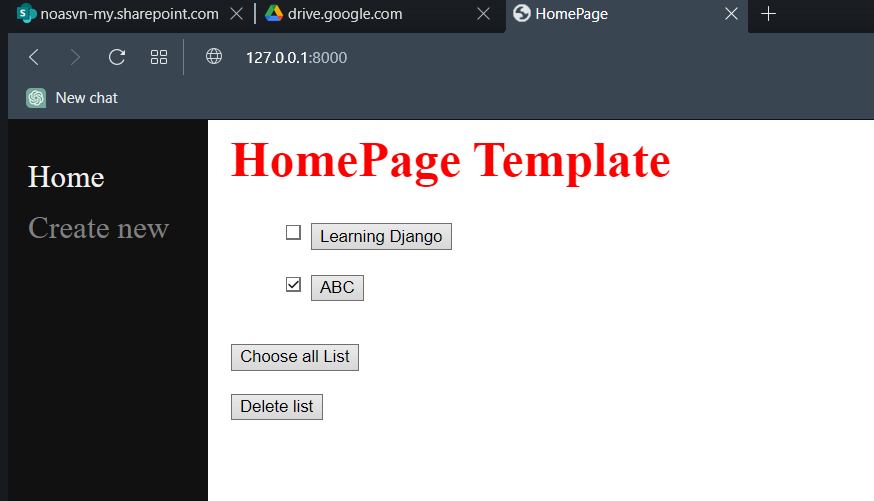 noasvn-my.sharepoint.com drive.google.com HomePage
127.0.0.1:8000
New chat
Home
Create new
HomePage Template
Learning Django
ABC
Choose all List
Delete list